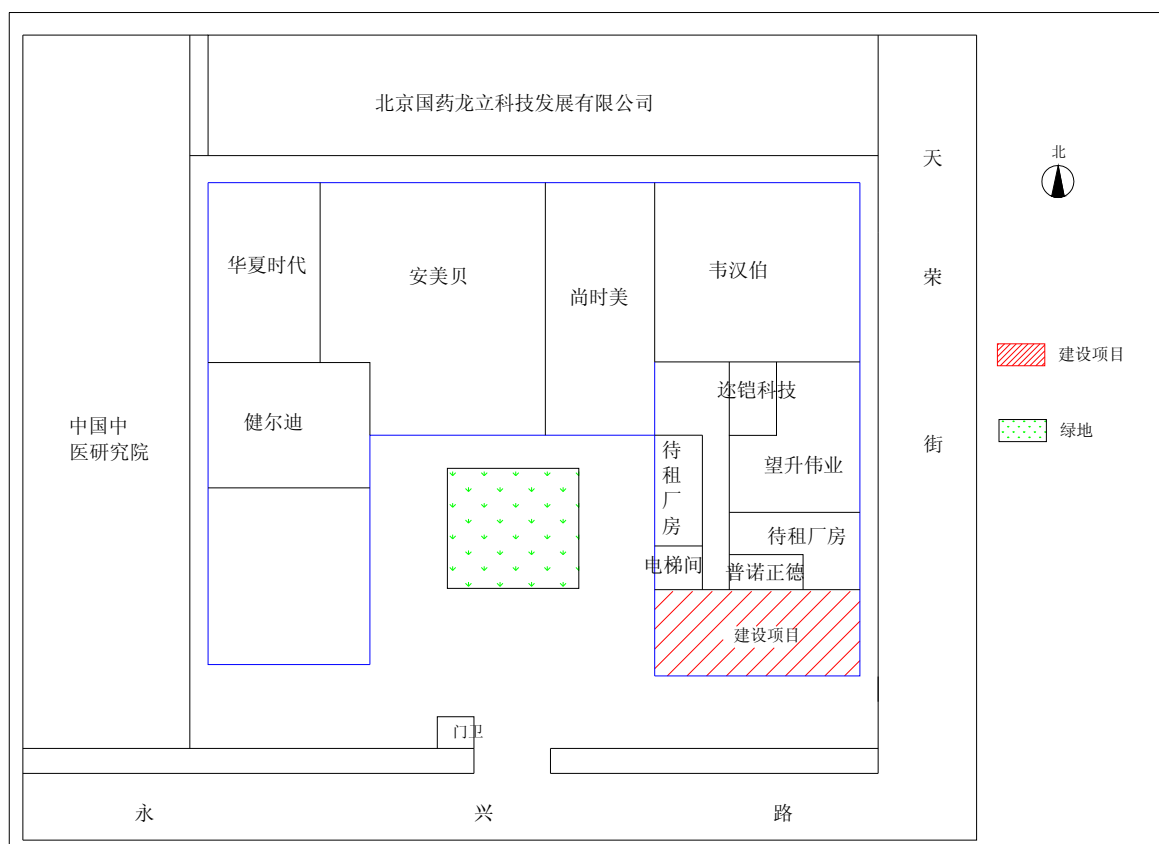 北京国药龙立科技发展有限公司
天
荣
街
北
华夏时代
安美贝
尚时美
韦汉伯
建设项目
绿地
中国中
医研究院
健尔迪
迩铠科技
待
租
厂
房
望升伟业
待租厂房
电梯间
普诺正德
建设项目
门卫
永 兴 路